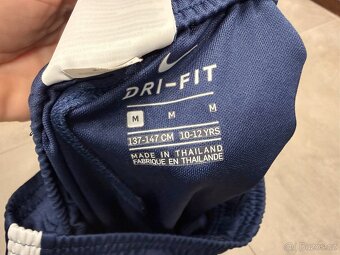 DRI-FIT
M M M
137-147 CM 10-12 YRS
MADE IN THAILAND
FABRIQUE EN THAILANDE